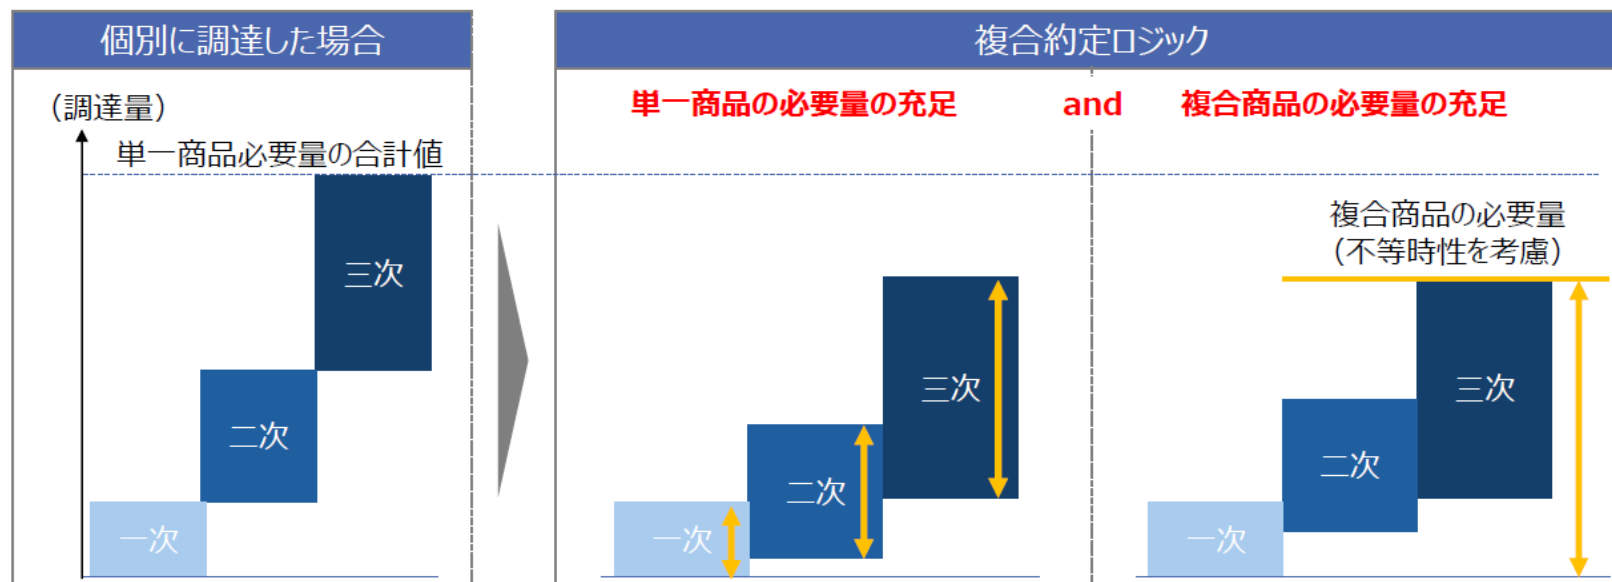 個別に調達した場合
複合約定ロジック
（調達量）
単一商品必要量の合計値
三次
二次
一次
単一商品の必要量の充足
and
複合商品の必要量の充足
三次
二次
一次
複合商品の必要量
（不等時性を考慮）
三次
二次
一次